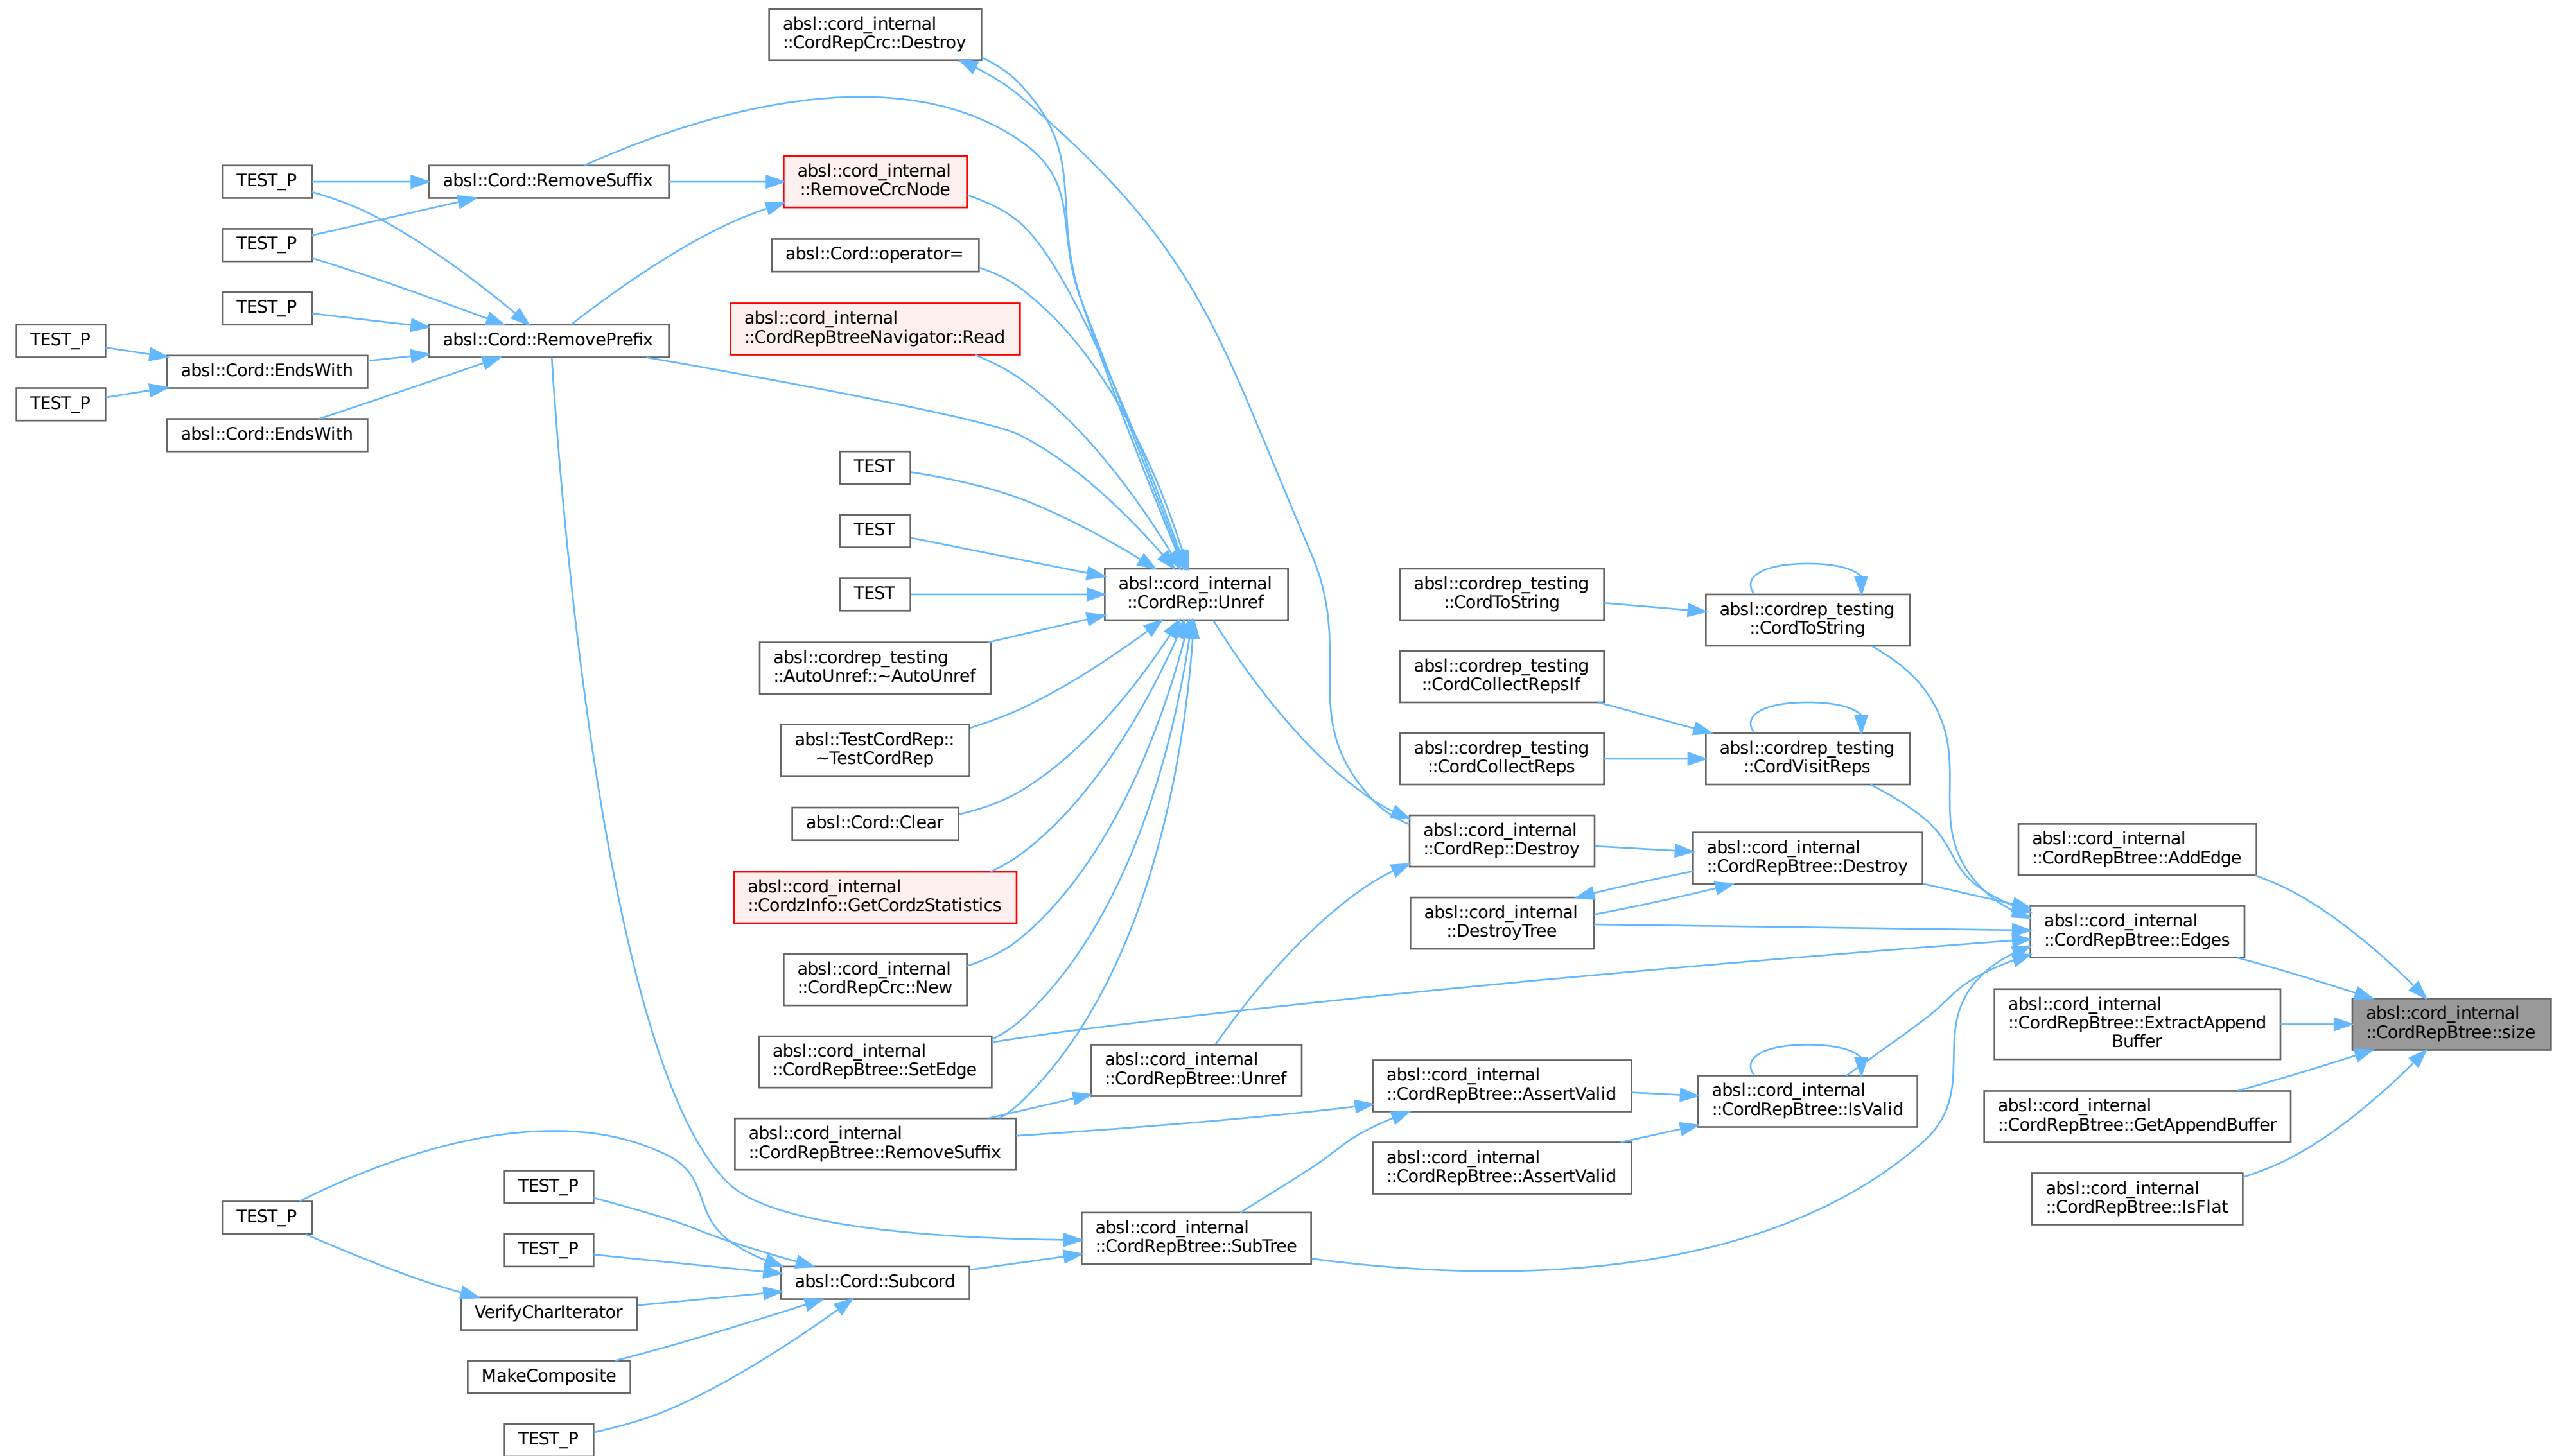 absl::cord_internal
::CordRepCrc::Destroy
TEST_P
absl::Cord::RemoveSuffix
absl::cord_internal
::RemoveCrcNode
TEST_P
absl::Cord::operator=
TEST_P
absl::cord_internal
::CordRepBtreeNavigator::Read
TEST_P
absl::Cord::RemovePrefix
absl::Cord::EndsWith
TEST_P
absl::Cord::EndsWith
TEST
TEST
TEST
absl::cord_internal
::CordRep::Unref
absl::cordrep_testing
::CordToString
absl::cordrep_testing
::CordToString
absl::cordrep_testing
::AutoUnref::~AutoUnref
absl::cordrep_testing
::CordCollectRepsIf
absl::TestCordRep::
~TestCordRep
absl::cordrep_testing
::CordCollectReps
absl::cordrep_testing
::CordVisitReps
absl::Cord::Clear
absl::cord_internal
::CordRep::Destroy
absl::cord_internal
::CordRepBtree::Destroy
absl::cord_internal
::CordRepBtree::AddEdge
absl::cord_internal
::CordzInfo::GetCordzStatistics
absl::cord_internal
::DestroyTree
absl::cord_internal
::CordRepBtree::Edges
absl::cord_internal
::CordRepCrc::New
absl::cord_internal
::CordRepBtree::ExtractAppend
Buffer
absl::cord_internal
::CordRepBtree::size
absl::cord_internal
::CordRepBtree::SetEdge
absl::cord_internal
::CordRepBtree::Unref
absl::cord_internal
::CordRepBtree::AssertValid
absl::cord_internal
::CordRepBtree::IsValid
absl::cord_internal
::CordRepBtree::GetAppendBuffer
absl::cord_internal
::CordRepBtree::RemoveSuffix
absl::cord_internal
::CordRepBtree::AssertValid
absl::cord_internal
::CordRepBtree::IsFlat
TEST_P
TEST_P
absl::cord_internal
::CordRepBtree::SubTree
TEST_P
absl::Cord::Subcord
VerifyCharIterator
MakeComposite
TEST_P